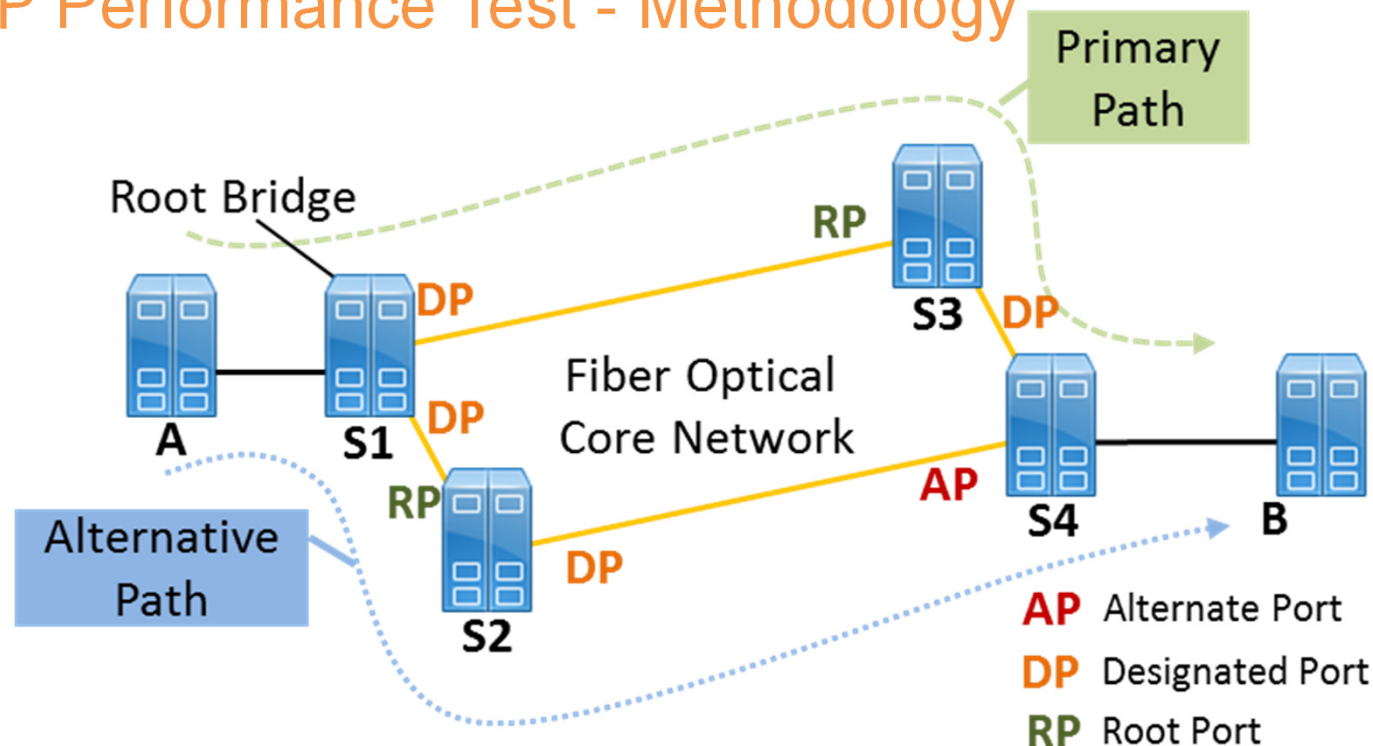 P Performance Test - Methodology
Primary
Path
Root Bridge
RP
DP
S3
DP
Fiber Optical
Core Network
A
S1
DP
RP
AP
S4
B
Alternative
Path
DP
S2
AP Alternate Port
DP Designated Port
RP Root Port